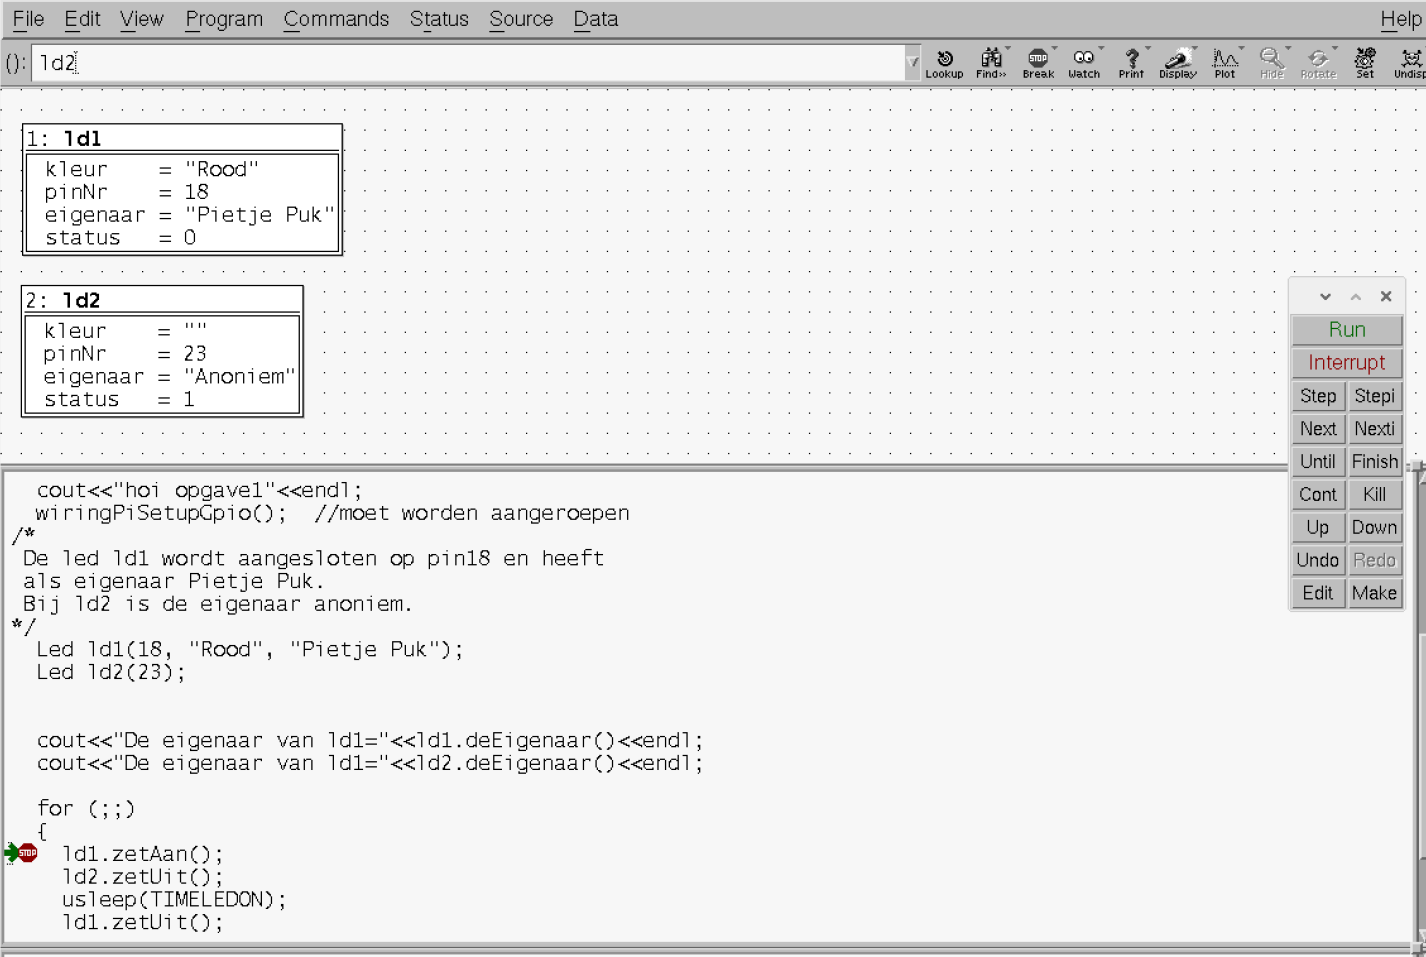 File Edit View Program Commands Status Source Data Help
(): ld2
Lookup Find>> Break Watch Print Display Plot Hide Rotate Set Undisp
1: ld1
kleur = "Rood"
pinNr = 18
eigenaar = "Pietje Puk"
status = 0
2: ld2
kleur = ""
pinNr = 23
eigenaar = "Anoniem"
status = 1
Run
Interrupt
Step Stepi
Next Nexti
Until Finish
Cont Kill
Up Down
Undo Redo
Edit Make
cout<<"hoi opgave1"<<endl;
wiringPiSetupGpio(); //moet worden aangeroepen
/*
De led ld1 wordt aangesloten op pin18 en heeft
als eigenaar Pietje Puk.
Bij ld2 is de eigenaar anoniem.
*/
Led ld1(18, "Rood", "Pietje Puk");
Led ld2(23);
cout<<"De eigenaar van ld1="<<ld1.deEigenaar()<<endl;
cout<<"De eigenaar van ld1="<<ld2.deEigenaar()<<endl;
for (;;)
{
STOP ld1.zetAan();
ld2.zetUit();
usleep(TIMELEDON);
ld1.zetUit();